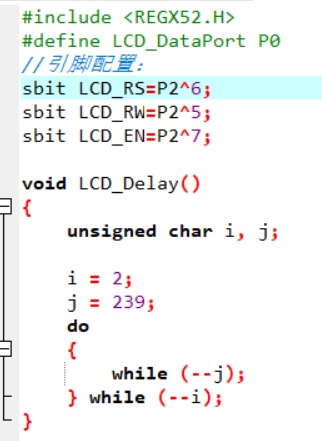 #include <REGX52.H>
#define LCD_DataPort P0
//引脚配置：
sbit LCD_RS=P2^6;
sbit LCD_RW=P2^5;
sbit LCD_EN=P2^7;
void LCD_Delay()
{
unsigned char i, j;
i = 2;
j = 239;
do
{
while (--j);
} while (--i);
}